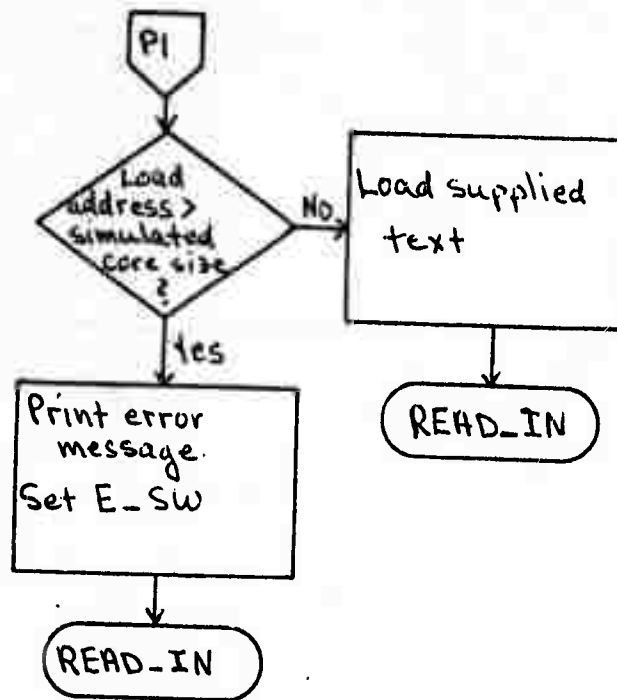 P1
Load
address >
simulated
core size
?
No
Load supplied
text
READ_IN
Yes
Print error
message.
Set E_SW
READ_IN